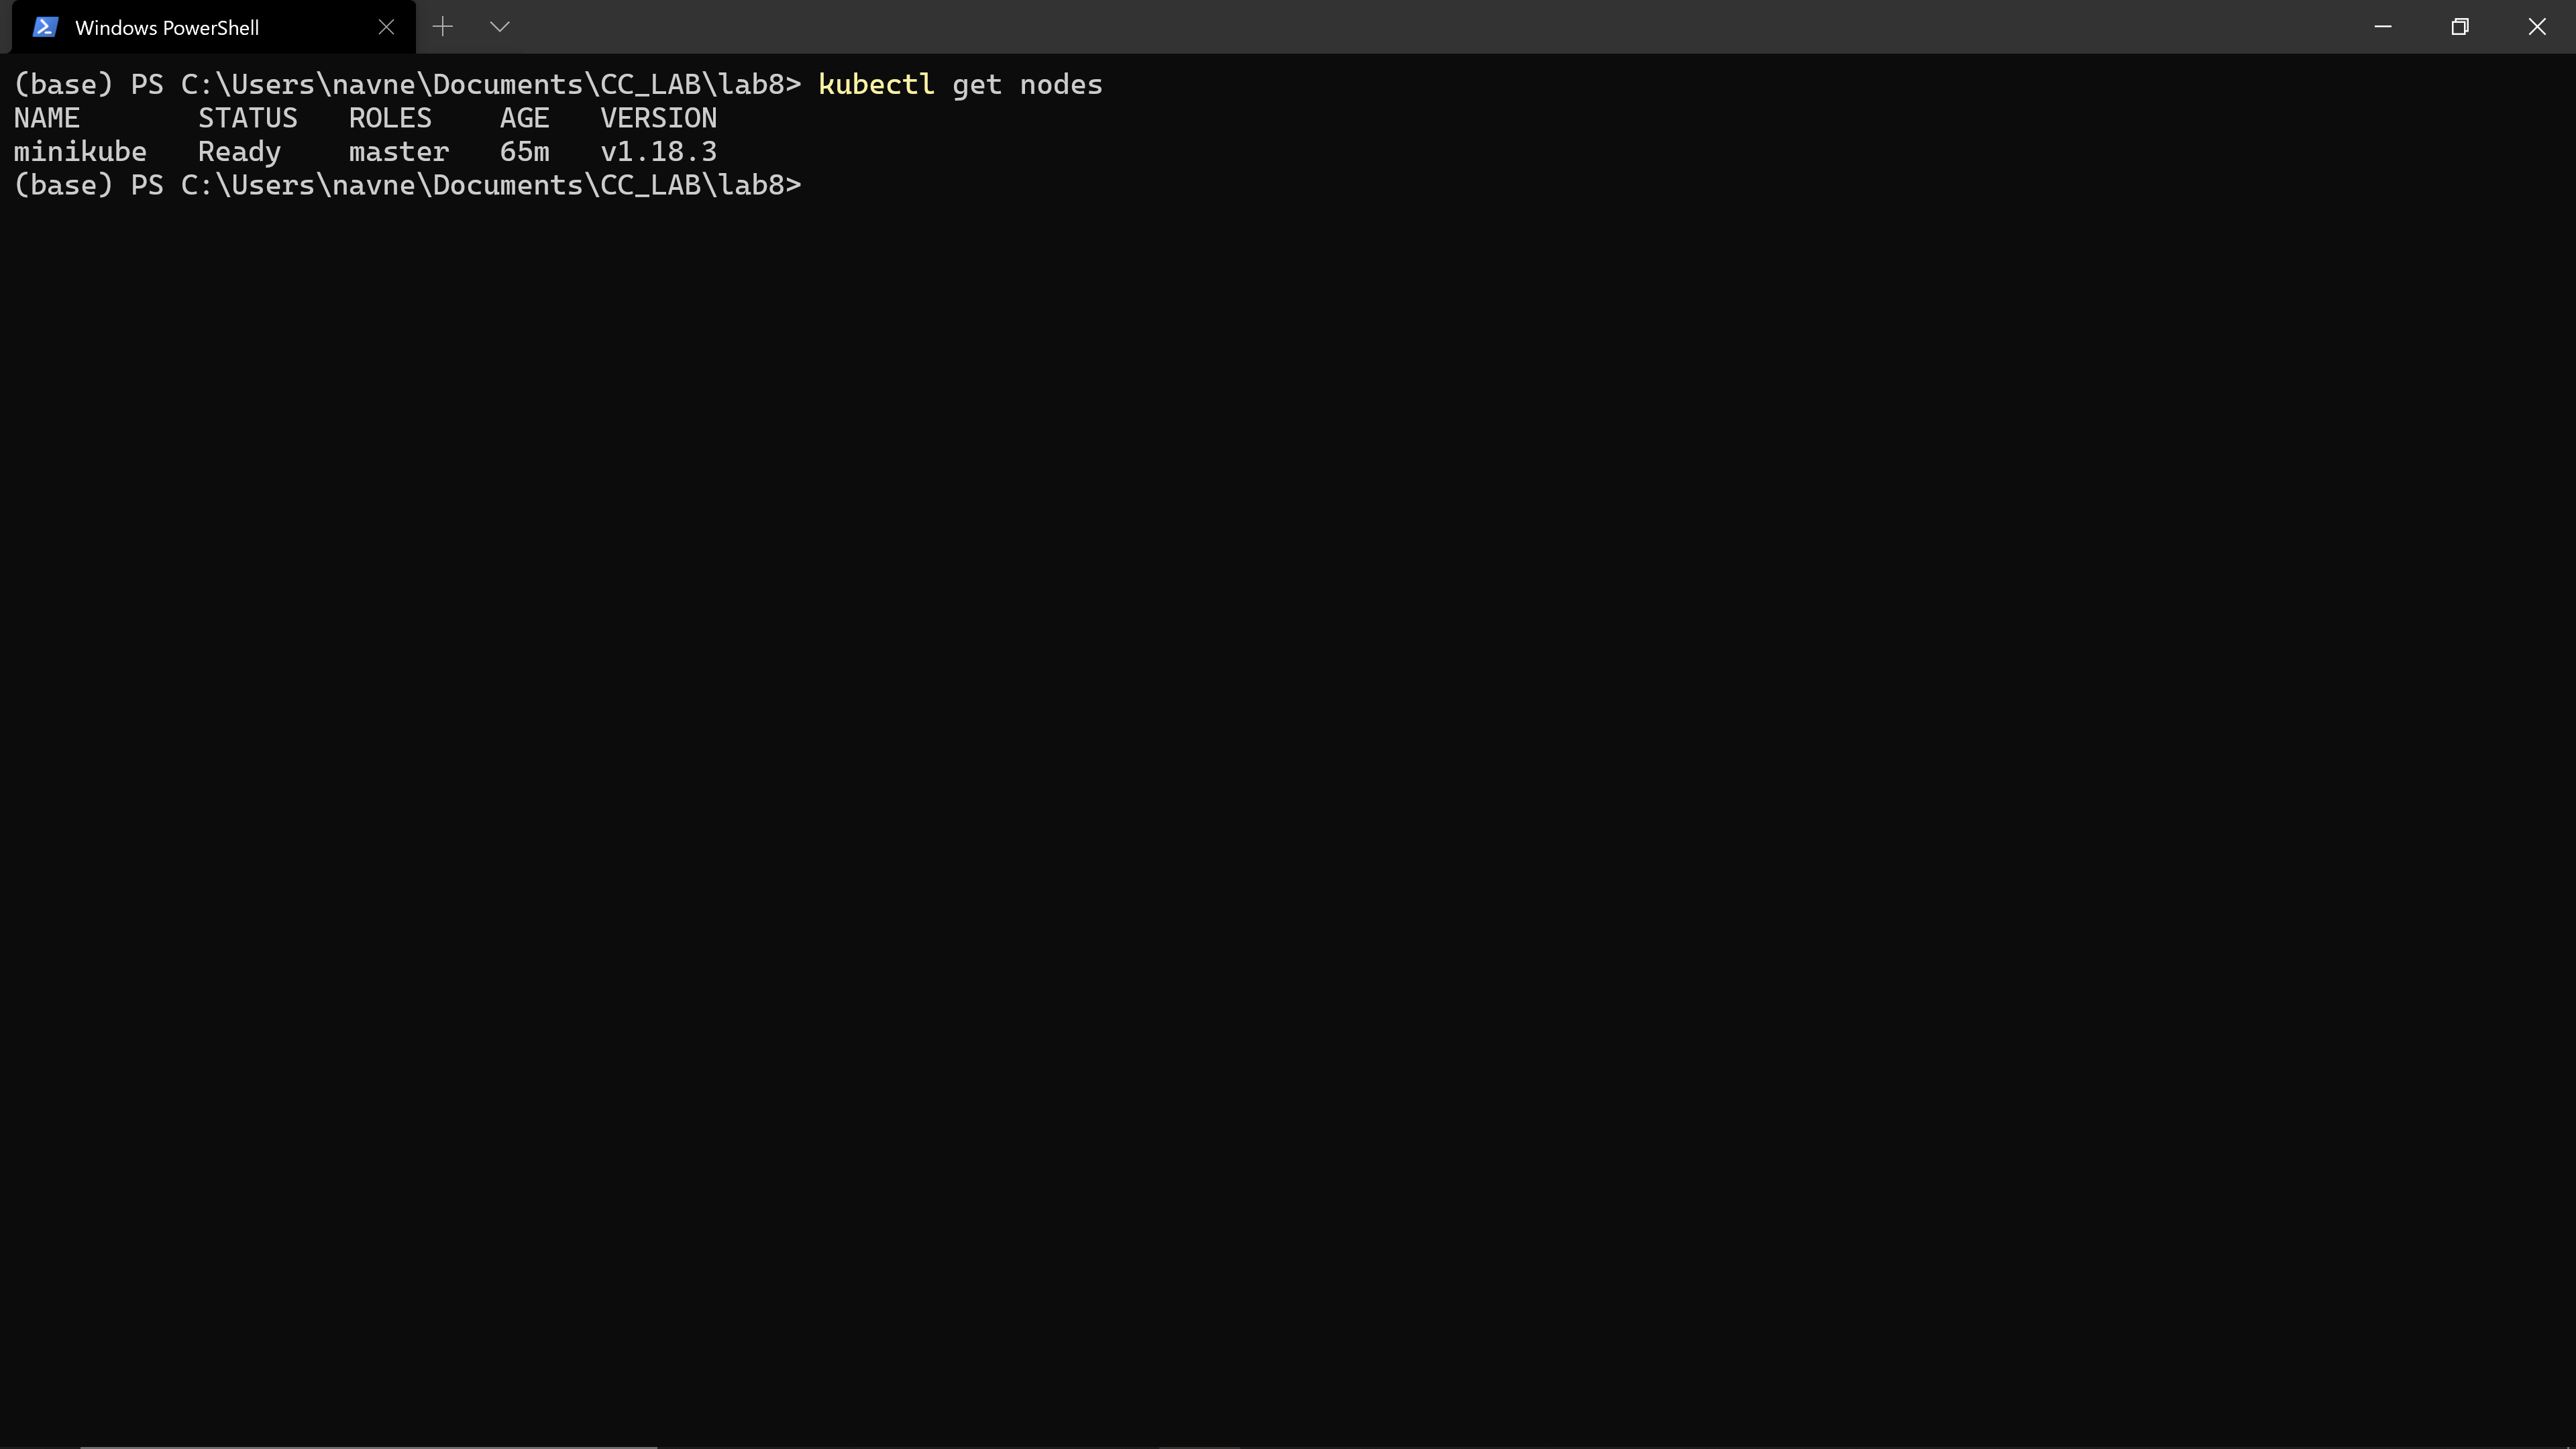 Windows PowerShell
(base) PS C:\Users\navne\Documents\CC_LAB\lab8> kubectl get nodes
NAME       STATUS   ROLES    AGE   VERSION
minikube   Ready    master   65m   v1.18.3
(base) PS C:\Users\navne\Documents\CC_LAB\lab8>